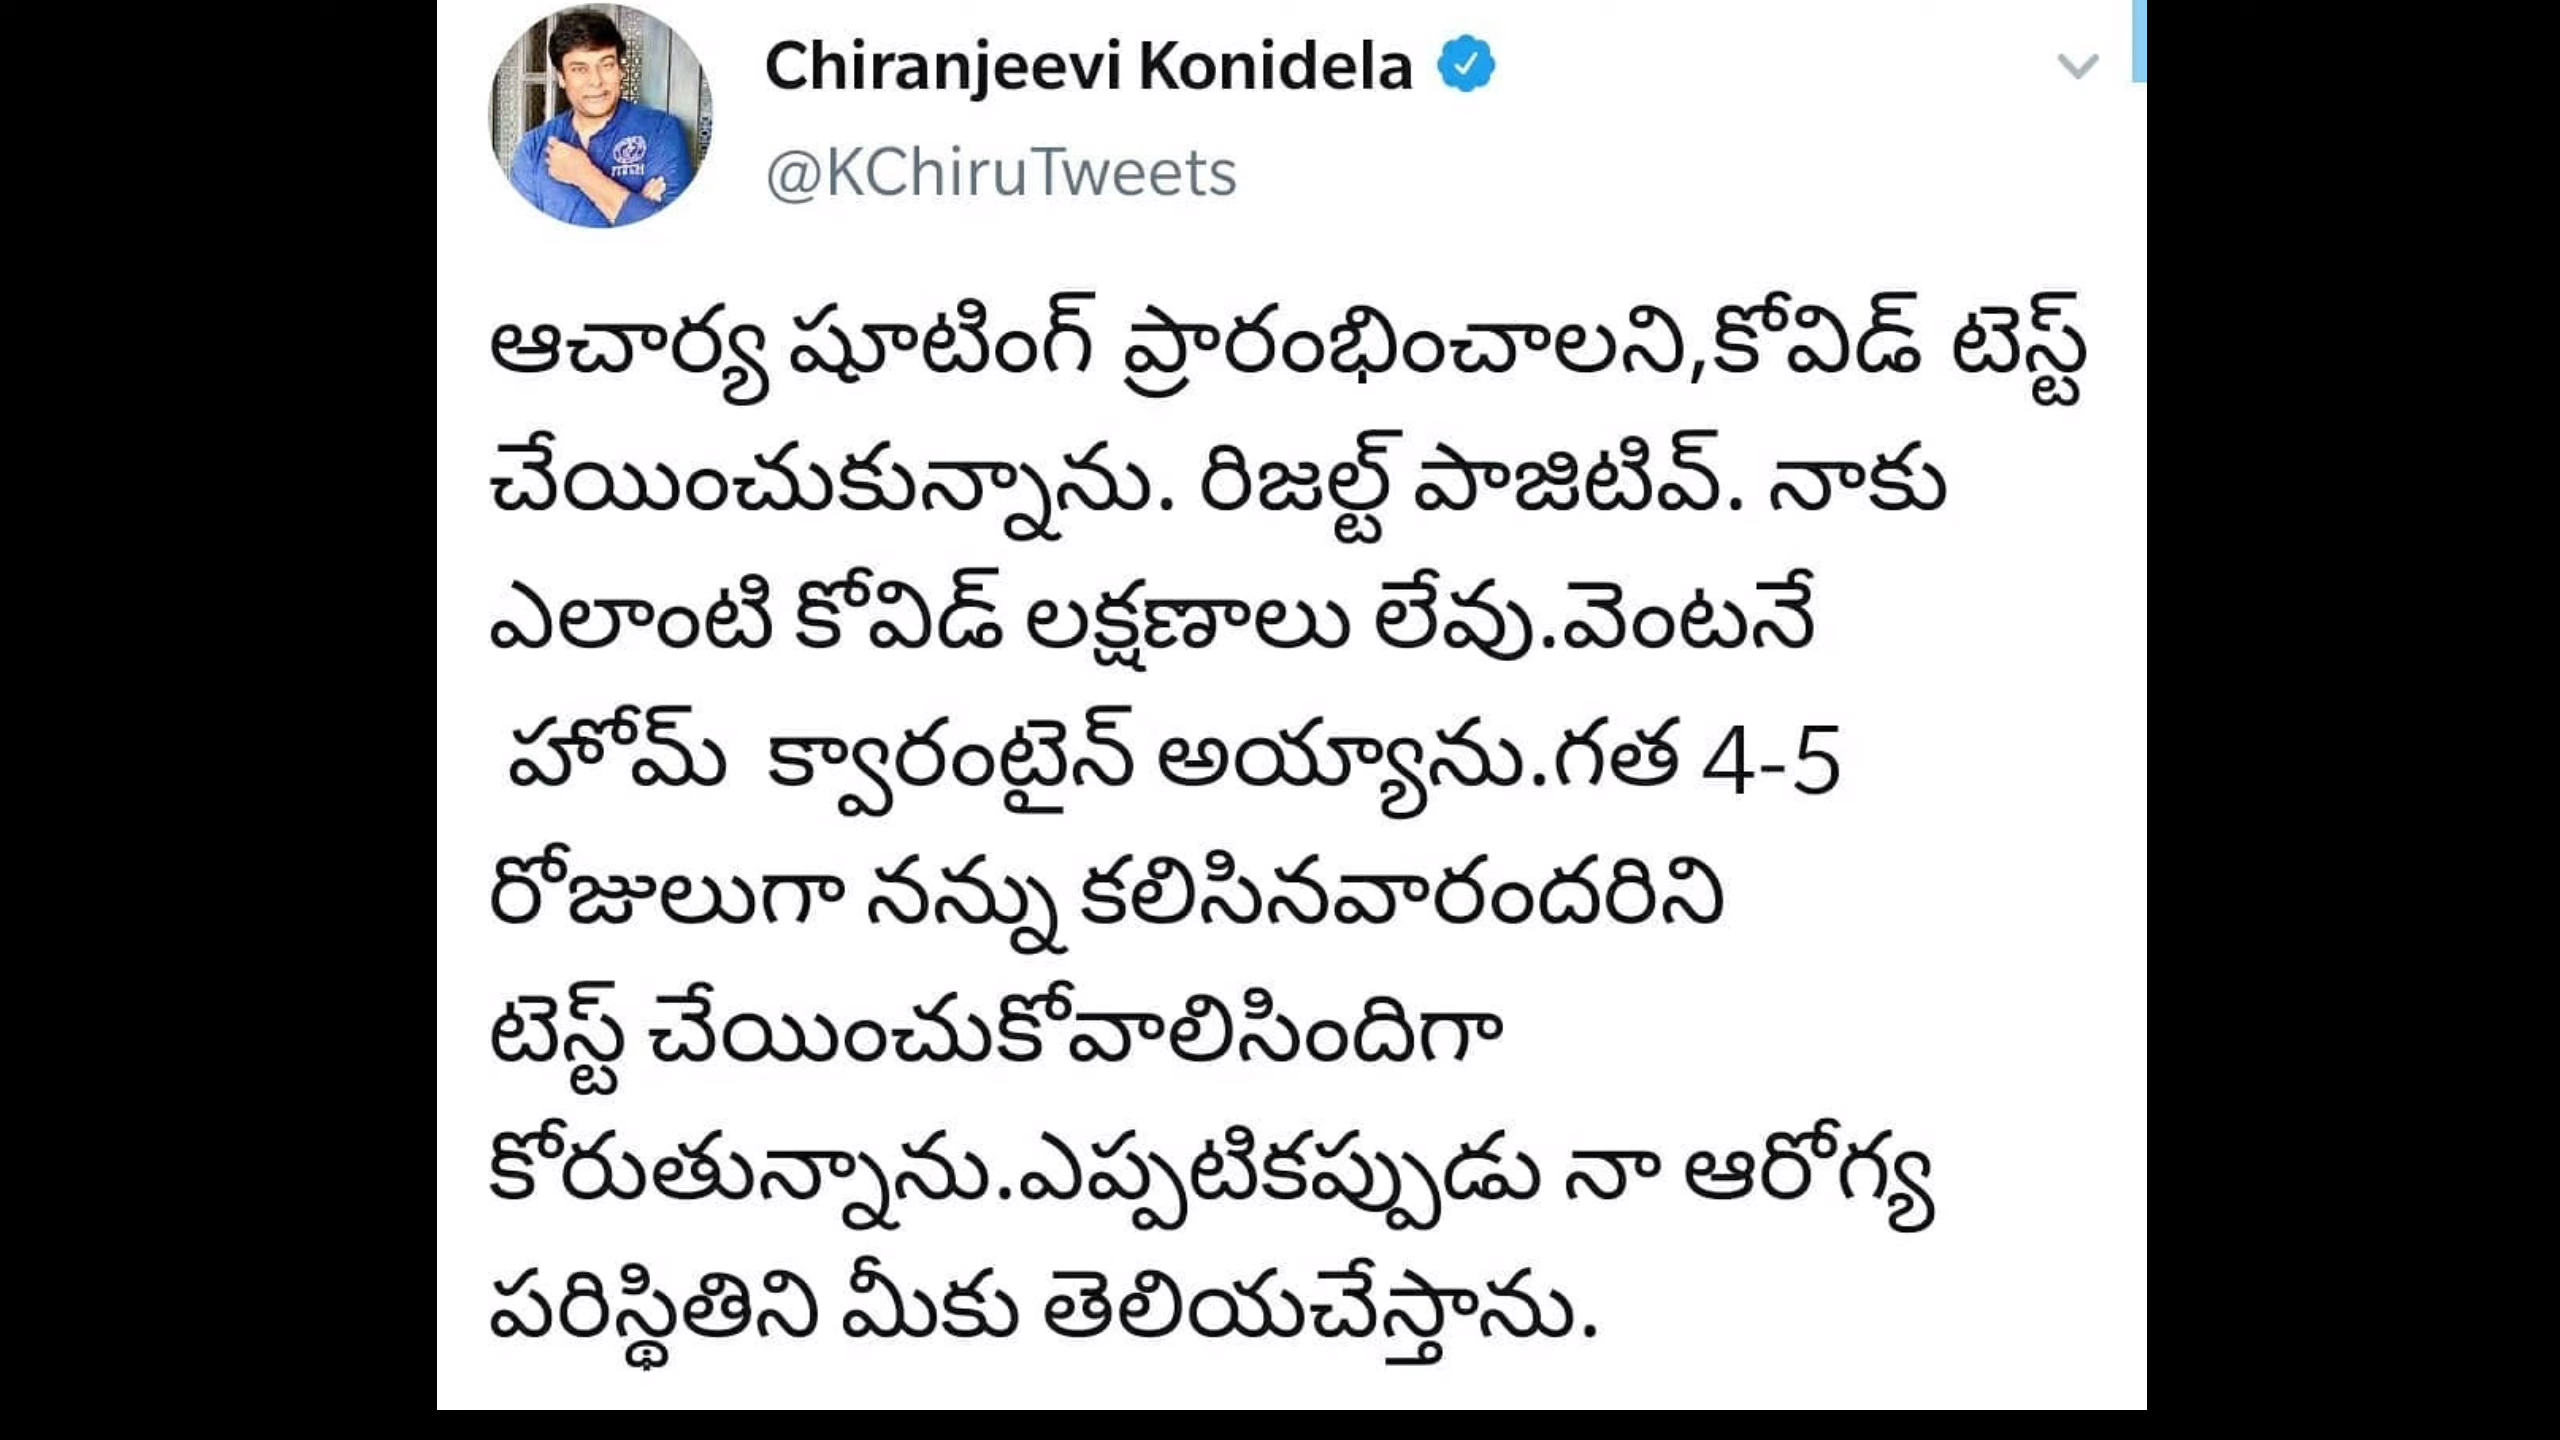 Chiranjeevi Konidela
@KChiruTweets
ఆచార్య షూటింగ్ ప్రారంభించాలని,కోవిడ్ టెస్ట్
చేయించుకున్నాను. రిజల్ట్ పాజిటివ్. నాకు
ఎలాంటి కోవిడ్ లక్షణాలు లేవు.వెంటనే
హోమ్ క్వారంటైన్ అయ్యాను.గత 4-5
రోజులుగా నన్ను కలిసినవారందరిని
టెస్ట్ చేయించుకోవాలిసిందిగా
కోరుతున్నాను.ఎప్పటికప్పుడు నా ఆరోగ్య
పరిస్థితిని మీకు తెలియచేస్తాను.